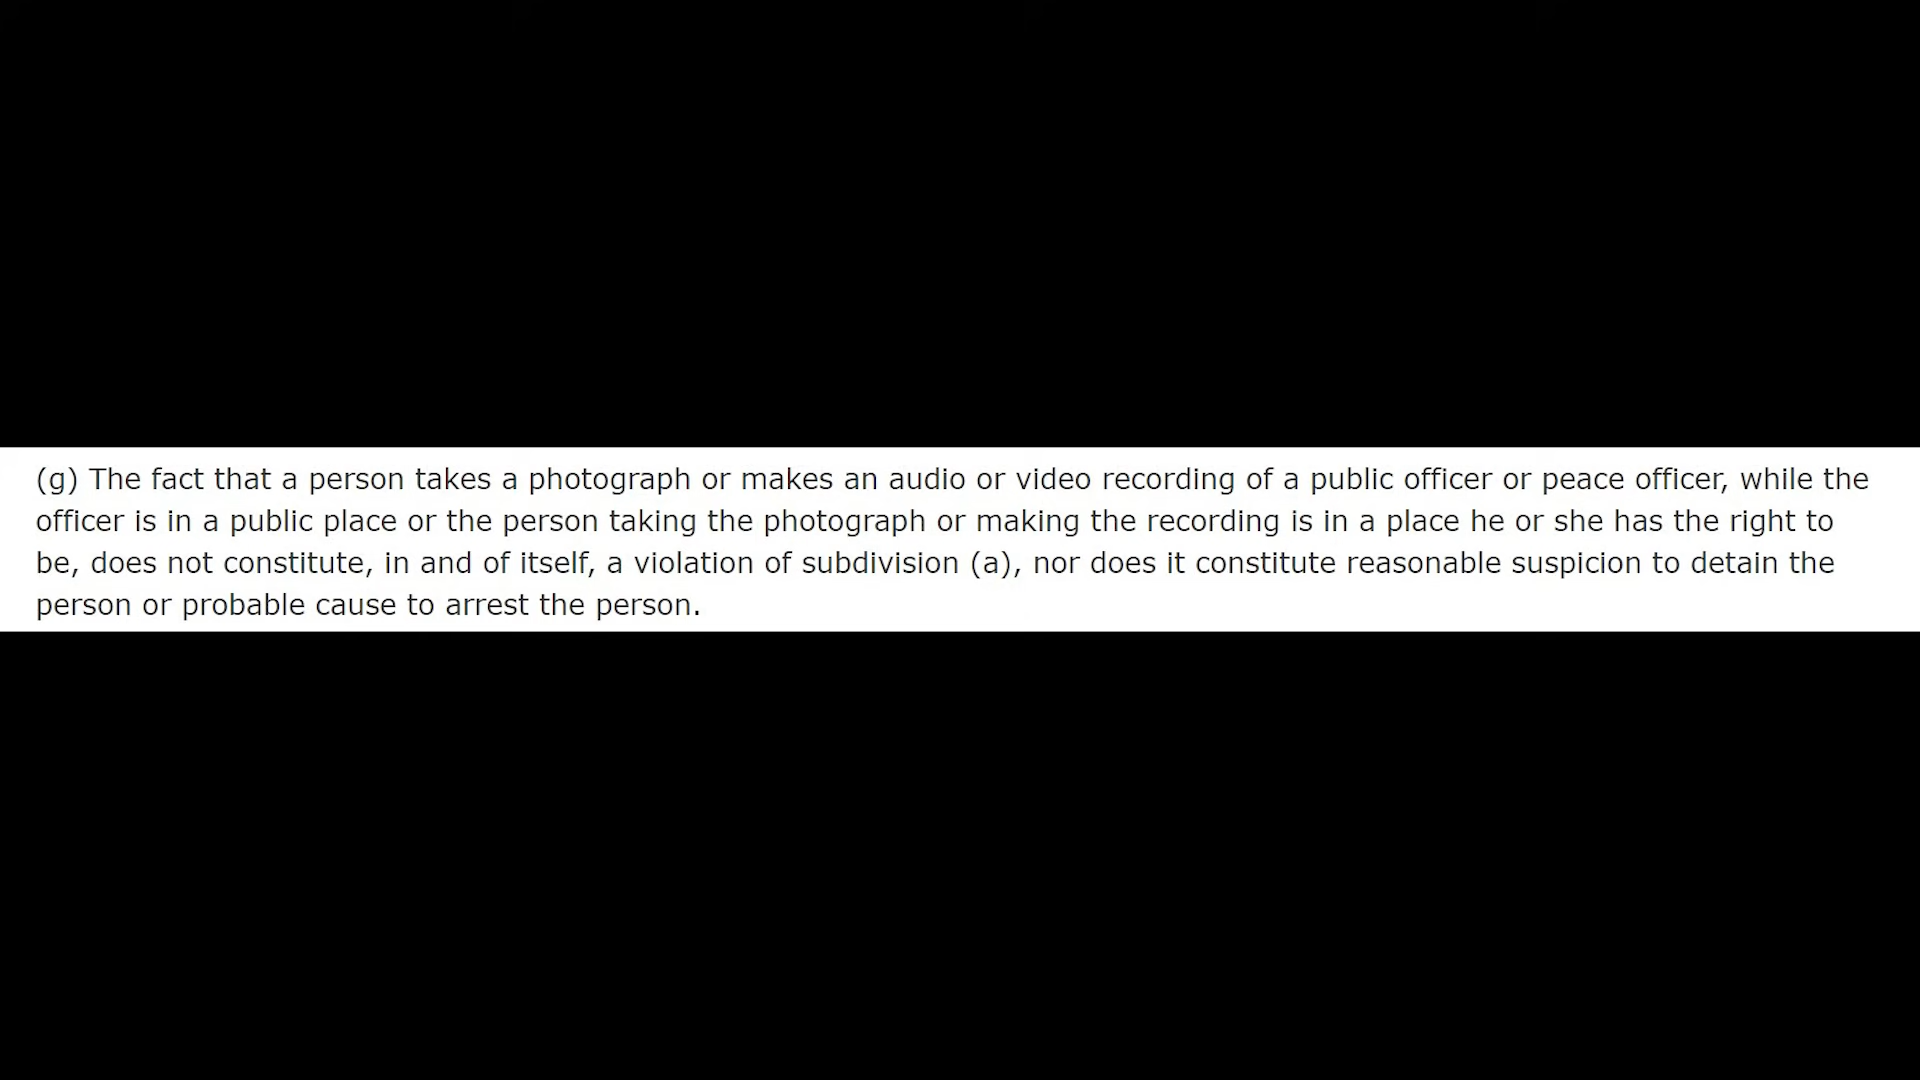 (g) The fact that a person takes a photograph or makes an audio or video recording of a public officer or peace officer, while the
officer is in a public place or the person taking the photograph or making the recording is in a place he or she has the right to
be, does not constitute, in and of itself, a violation of subdivision (a), nor does it constitute reasonable suspicion to detain the
person or probable cause to arrest the person.